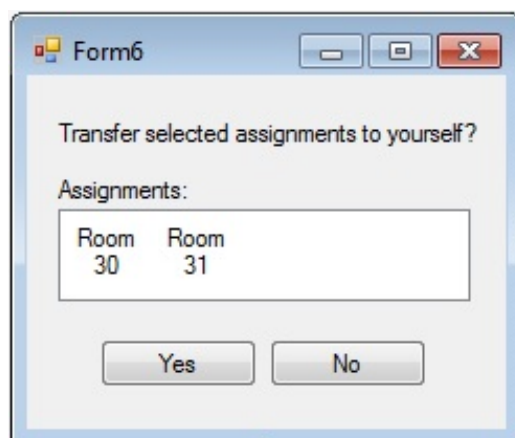 Form6
Transfer selected assignments to yourself?
Assignments:
Room Room
30 31
Yes No